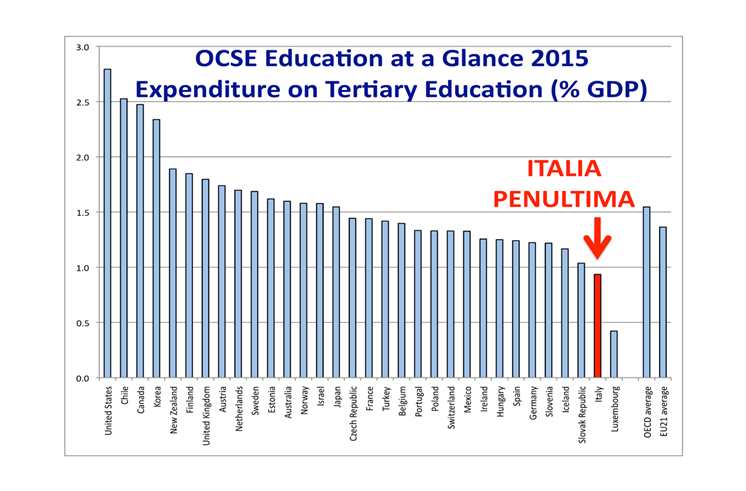 OCSE Education at a Glance 2015
Expenditure on Tertiary Education (% GDP)
ITALIA
PENULTIMA
3.0
2.5
2.0
1.5
1.0
0.5
0.0
United States
Chile
Canada
Korea
New Zealand
Finland
United Kingdom
Austria
Netherlands
Sweden
Estonia
Australia
Norway
Israel
Japan
Czech Republic
France
Turkey
Belgium
Portugal
Poland
Switzerland
Mexico
Ireland
Hungary
Spain
Germany
Slovenia
Iceland
Slovak Republic
Italy
Luxembourg
OECD average
EU21 average